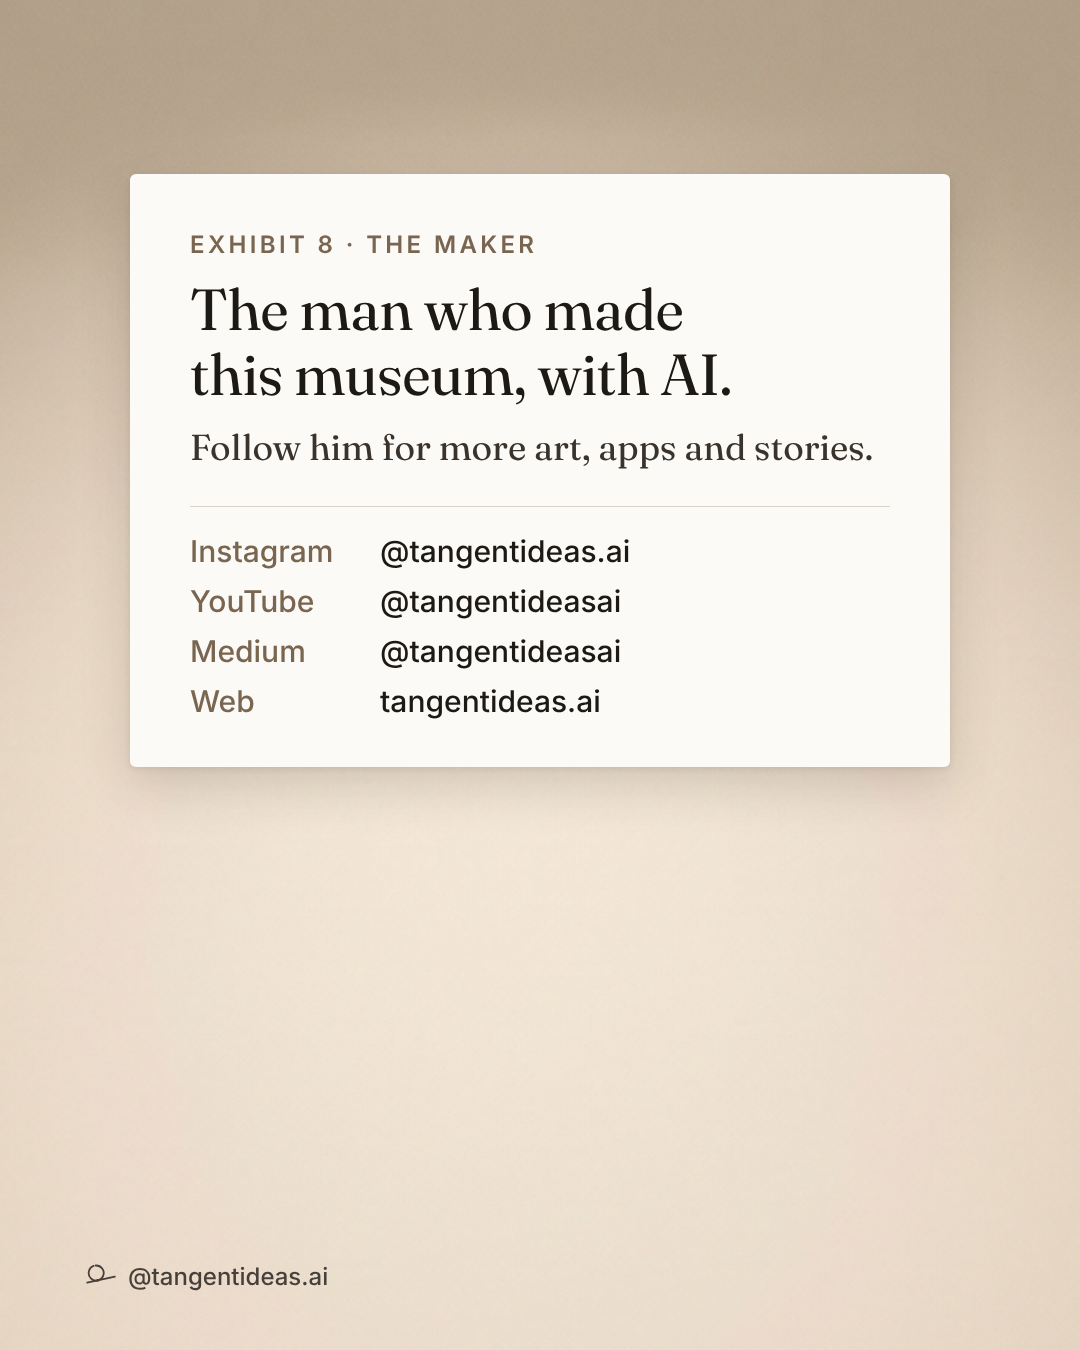 EXHIBIT 8 · THE MAKER
The man who made
this museum, with AI.
Follow him for more art, apps and stories.
Instagram @tangentideas.ai
YouTube @tangentideasai
Medium @tangentideasai
Web tangentideas.ai
@tangentideas.ai